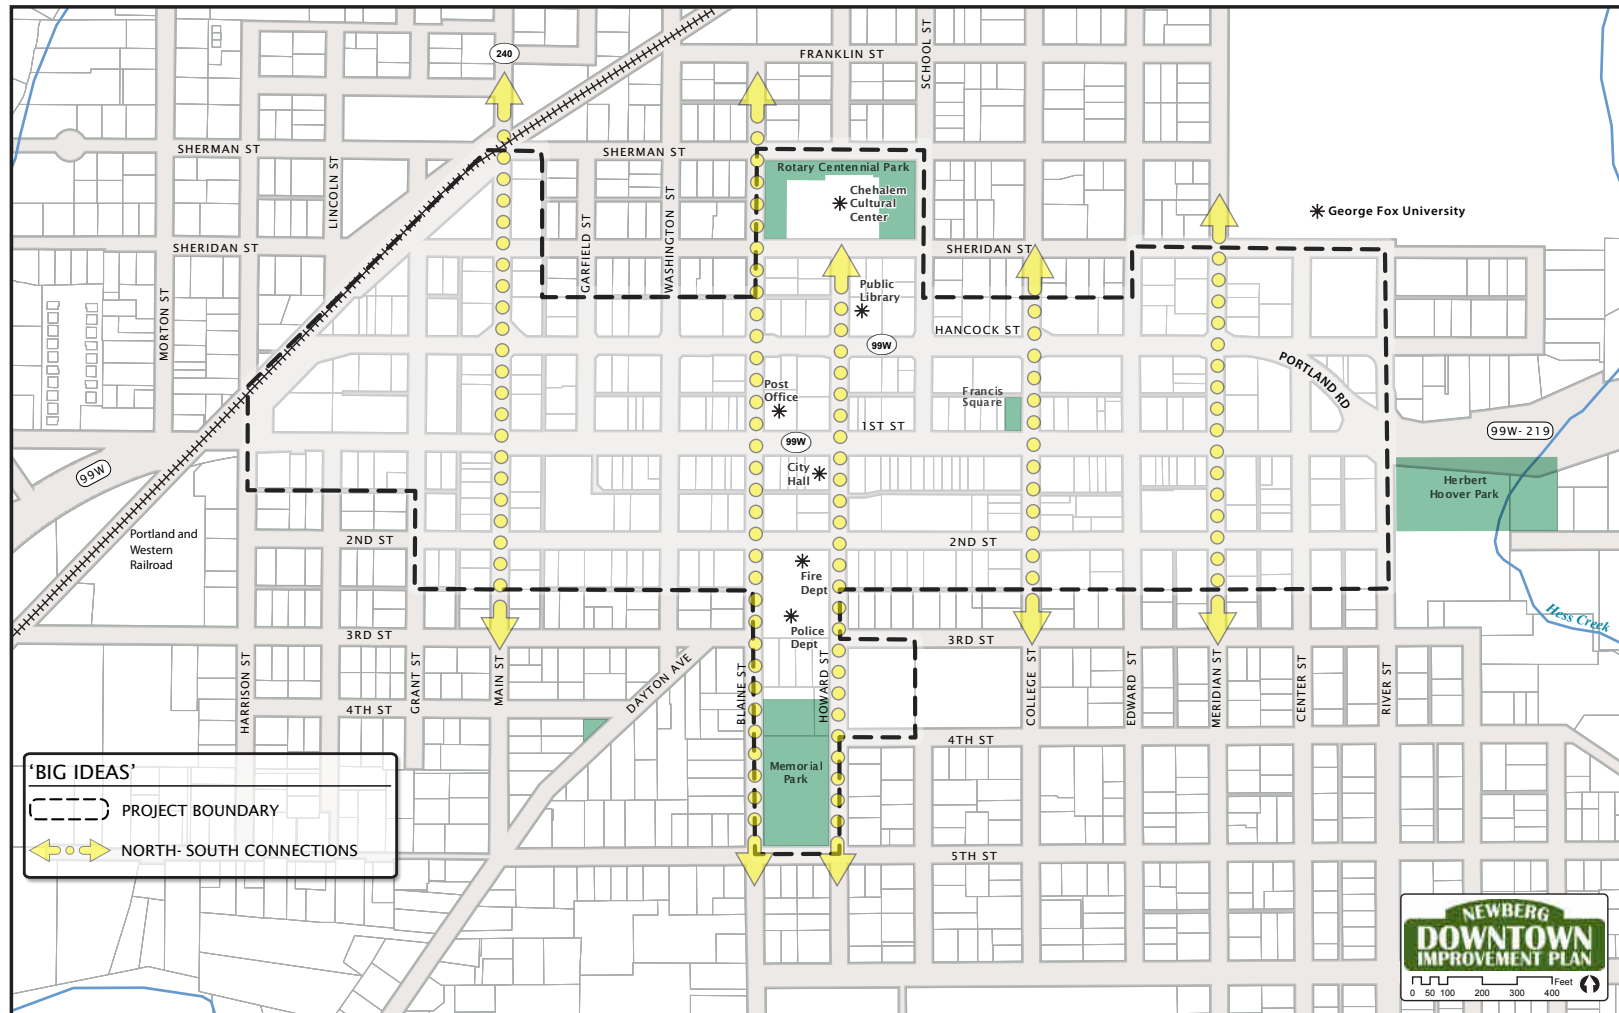 240
FRANKLIN ST
SCHOOL ST
SHERMAN ST
SHERMAN ST
LINCOLN ST
Rotary Centennial Park
Chehalem
Cultural
Center
George Fox University
GARFIELD ST
WASHINGTON ST
SHERIDAN ST
SHERIDAN ST
MORTON ST
Public
Library
HANCOCK ST
99W
PORTLAND RD
Post
Office
Francis
Square
1ST ST
99W
99W-219
99W
City
Hall
Herbert
Hoover Park
Portland and
Western
Railroad
2ND ST
2ND ST
Fire
Dept
Hess Creek
Police
Dept
3RD ST
3RD ST
HARRISON ST
GRANT ST
MAIN ST
DAYTON AVE
BLAINE ST
HOWARD ST
COLLEGE ST
EDWARD ST
MERIDIAN ST
CENTER ST
RIVER ST
4TH ST
4TH ST
Memorial
Park
5TH ST
'BIG IDEAS'
PROJECT BOUNDARY
NORTH- SOUTH CONNECTIONS
NEWBERG
DOWNTOWN
IMPROVEMENT PLAN
Feet
0 50 100 200 300 400